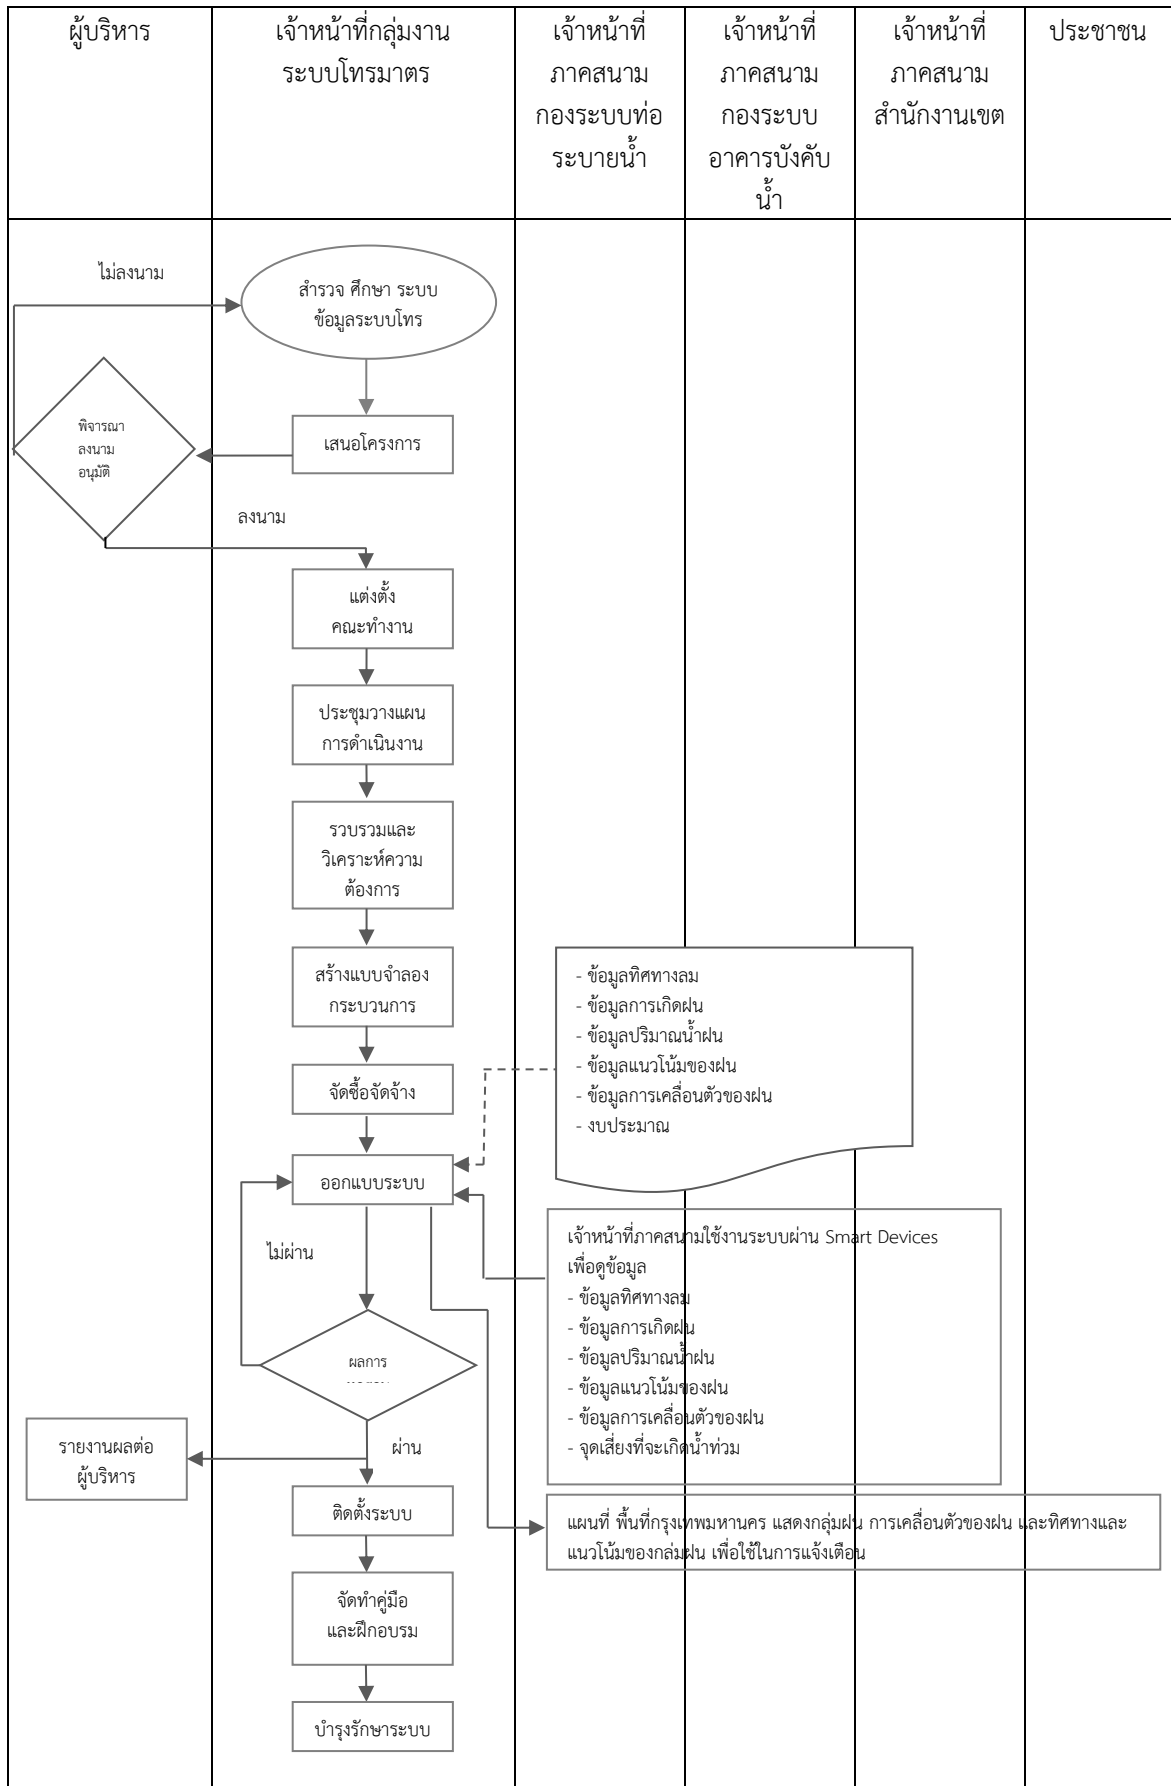 ผู้บริหาร
เจ้าหน้าที่กลุ่มงาน
ระบบโทรมาตร
เจ้าหน้าที่
ภาคสนาม
กองระบบท่อ
ระบายน้ำ
เจ้าหน้าที่
ภาคสนาม
กองระบบ
อาคารบังคับ
น้ำ
เจ้าหน้าที่
ภาคสนาม
สำนักงานเขต
ประชาชน
ไม่ลงนาม
สำรวจ ศึกษา ระบบ
ข้อมูลระบบโทร
พิจารณา
ลงนาม
อนุมัติ
เสนอโครงการ
ลงนาม
แต่งตั้ง
คณะทำงาน
ประชุมวางแผน
การดำเนินงาน
รวบรวมและ
วิเคราะห์ความ
ต้องการ
สร้างแบบจำลอง
กระบวนการ
จัดซื้อจัดจ้าง
- ข้อมูลทิศทางลม
- ข้อมูลการเกิดฝน
- ข้อมูลปริมาณน้ำฝน
- ข้อมูลแนวโน้มของฝน
- ข้อมูลการเคลื่อนตัวของฝน
- งบประมาณ
ออกแบบระบบ
ไม่ผ่าน
เจ้าหน้าที่ภาคสนามใช้งานระบบผ่าน Smart Devices
เพื่อดูข้อมูล
- ข้อมูลทิศทางลม
- ข้อมูลการเกิดฝน
- ข้อมูลปริมาณน้ำฝน
- ข้อมูลแนวโน้มของฝน
- ข้อมูลการเคลื่อนตัวของฝน
- จุดเสี่ยงที่จะเกิดน้ำท่วม
ผลการ
รายงานผลต่อ
ผู้บริหาร
ผ่าน
ติดตั้งระบบ
แผนที่ พื้นที่กรุงเทพมหานคร แสดงกลุ่มฝน การเคลื่อนตัวของฝน และทิศทางและ
แนวโน้มของกล่มฝน เพื่อใช้ในการแจ้งเตือน
จัดทำคู่มือ
และฝึกอบรม
บำรุงรักษาระบบ